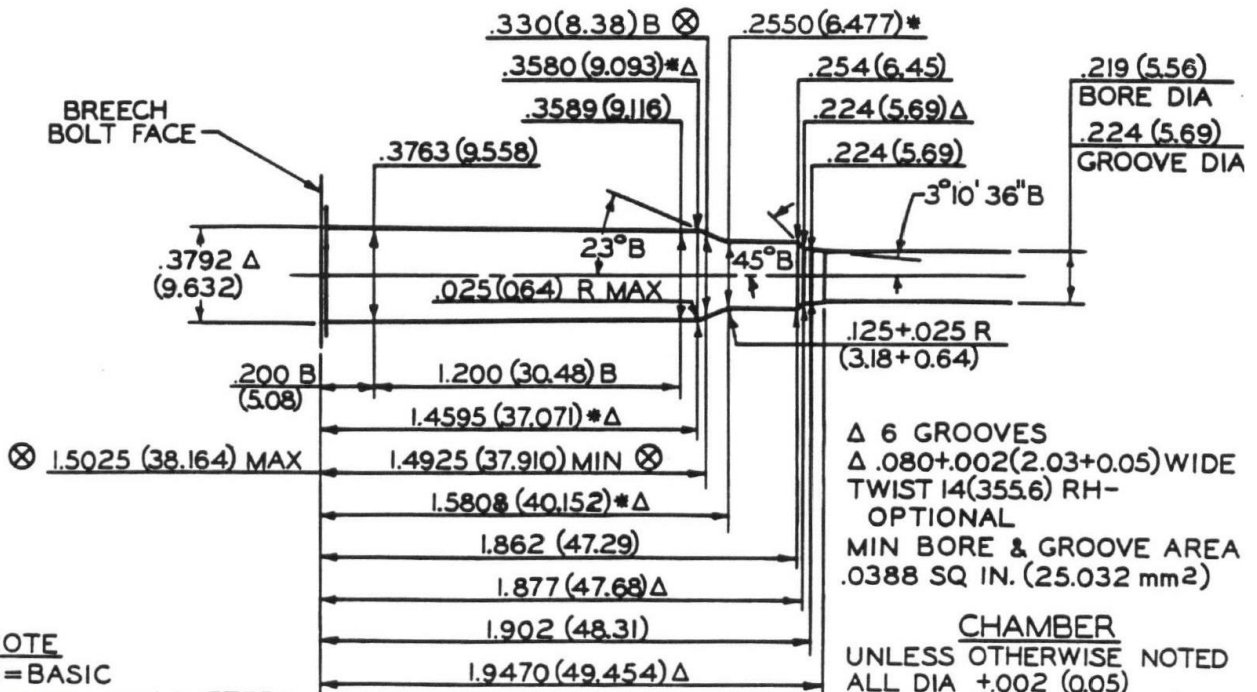 .330(8.38) B ⊗
.2550(6.477)*
.3580(9.093)*Δ
.254(6.45)
.219(5.56)
BORE DIA
BREECH
BOLT FACE
.3589(9.116)
.224(5.69)Δ
.224(5.69)
GROOVE DIA
.3763(9.558)
.224(5.69)
3°10'36"B
23°B
45°B
.3792 Δ
(9.632)
.025(0.64) R MAX
.125+.025 R
(3.18+0.64)
.200 B
(5.08)
1.200(30.48) B
1.4595(37.071)*Δ
⊗ 1.5025(38.164) MAX
1.4925(37.910) MIN ⊗
1.5808(40.152)*Δ
1.862(47.29)
1.877(47.68)Δ
1.902(48.31)
1.9470(49.454)Δ
Δ 6 GROOVES
Δ .080+.002(2.03+0.05) WIDE
TWIST 14(355.6) RH-
OPTIONAL
MIN BORE & GROOVE AREA
.0388 SQ IN. (25.032 mm2)
OTE
=BASIC
CHAMBER
UNLESS OTHERWISE NOTED
ALL DIA +.002 (0.05)